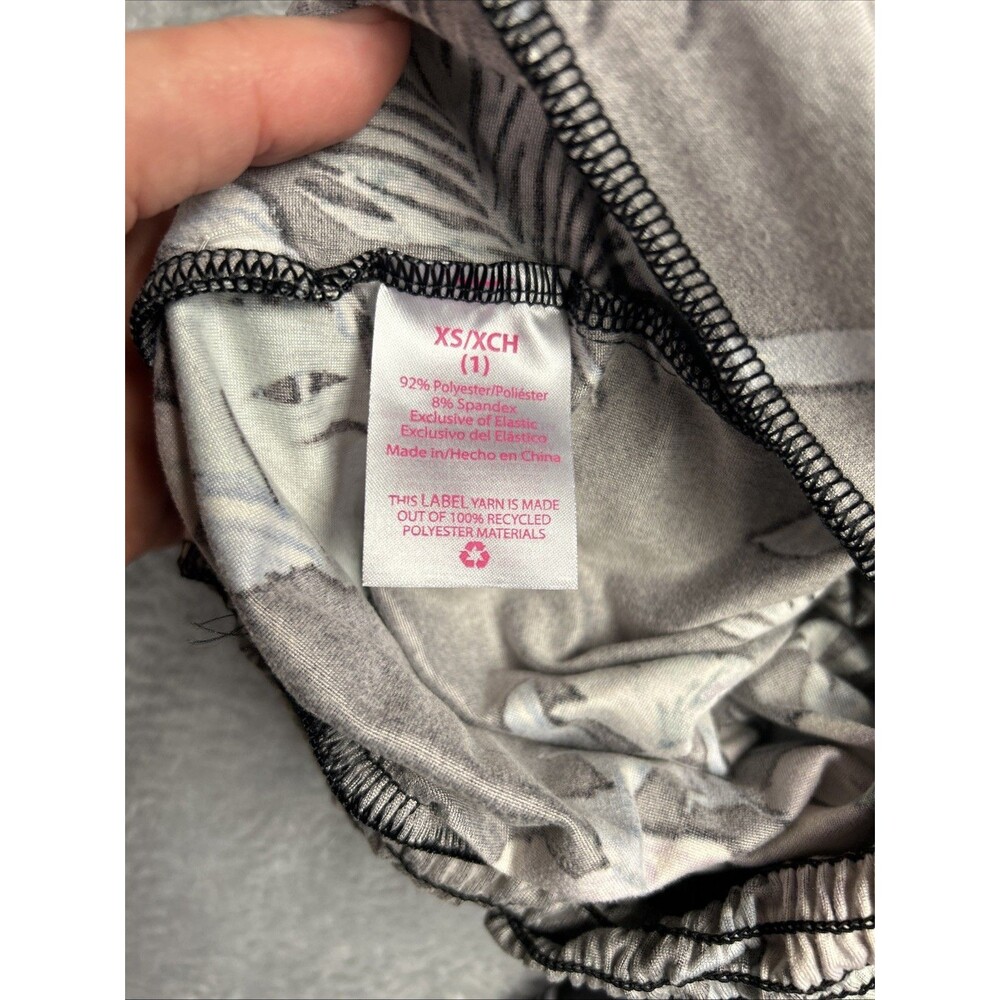 XS/XCH
(1)
92% Polyester/Poliéster
8% Spandex
Exclusive of Elastic
Exclusivo del Elástico
Made in/Hecho en China
THIS LABEL YARN IS MADE
OUT OF 100% RECYCLED
POLYESTER MATERIALS